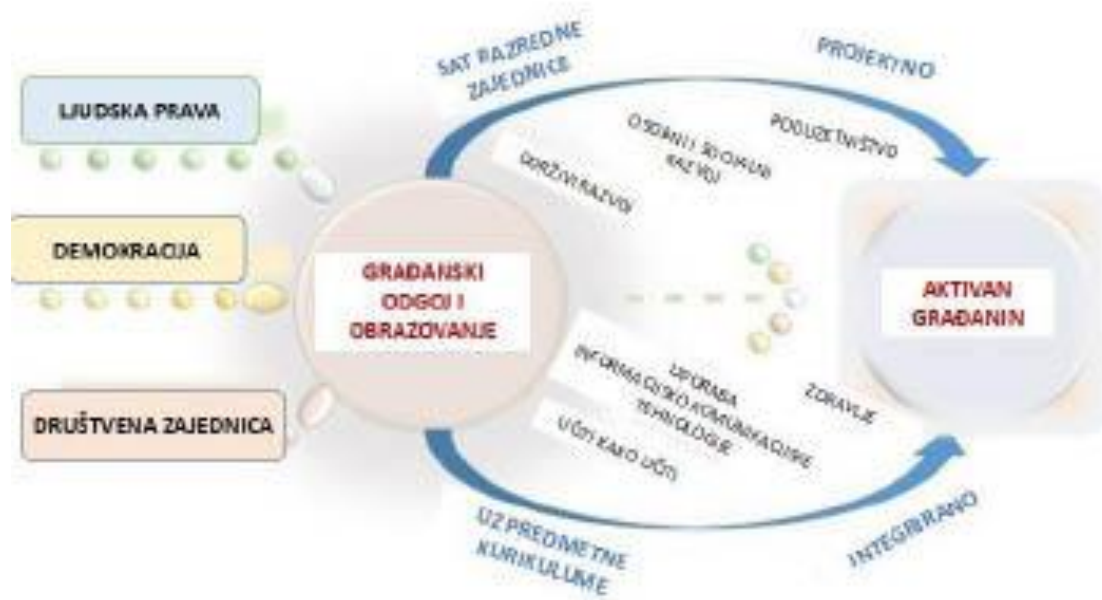 SAT RAZREDNE
ZAJEDNICE
PROJEKTNO
LJUDSKA PRAVA
DEMOKRACIJA
DRUŠTVENA ZAJEDNICA
GRAĐANSKI
ODGOJ I
OBRAZOVANJE
ODRŽIVI RAZVOJ
OSOBNI I SOCIJALNI
RAZVOJ
PODUZETNIŠTVO
UPORABA
INFORMACIJSKO KOMUNIKACIJSKE
TEHNOLOGIJE
UČITI KAKO UČITI
ZDRAVLJE
AKTIVAN
GRAĐANIN
UZ PREDMETNE
KURIKULUME
INTEGRIRANO